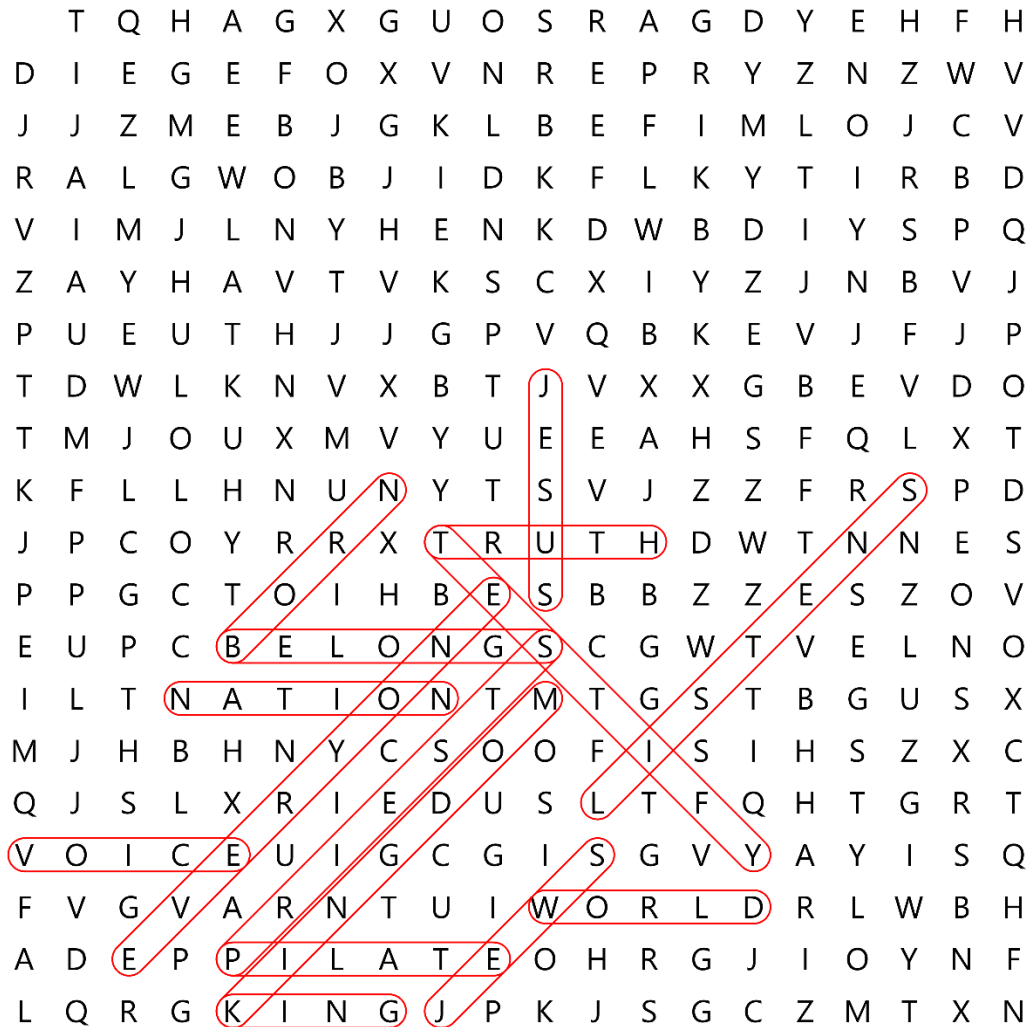 T Q H A G X G U O S R A G D Y E H F H
D I E G E F O X V N R E P R Y Z N Z W V
J J Z M E B J G K L B E F I M L O J C V
R A L G W O B J I D K F L K Y T I R B D
V I M J L N Y H E N K D W B D I Y S P Q
Z A Y H A V T V K S C X I Y Z J N B V J
P U E U T H J J G P V Q B K E V J F J P
T D W L K N V X B T J V X X G B E V D O
T M J O U X M V Y U E E A H S F Q L X T
K F L L H N U N Y T S V J Z Z F R S P D
J P C O Y R R X T R U T H D W T N N E S
P P G C T O I H B E S B B Z Z E S Z O V
E U P C B E L O N G S C G W T V E L N O
I L T N A T I O N T M T G S T B G U S X
M J H B H N Y C S O O F I S I H S Z X C
Q J S L X R I E D U S L T F Q H T G R T
V O I C E U I G C G I S G V Y A Y I S Q
F V G V A R N T U I W O R L D R L W B H
A D E P P I L A T E O H R G J I O Y N F
L Q R G K I N G J P K J S G C Z M T X N